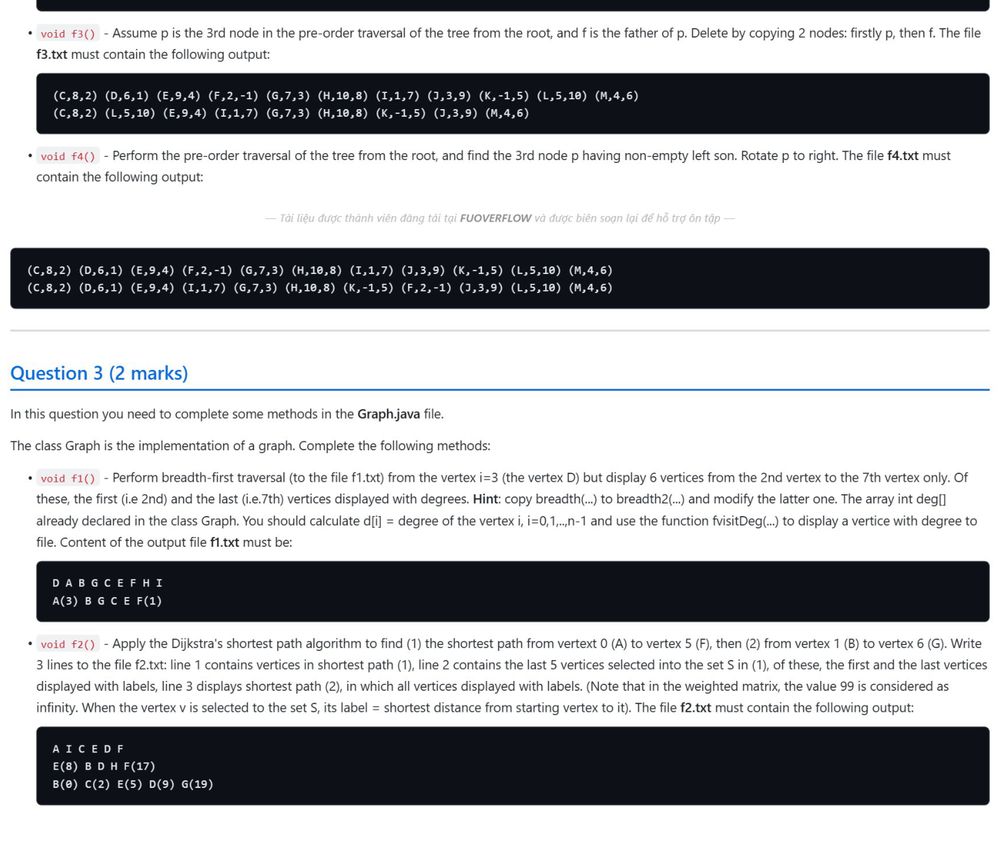 • void f3() - Assume p is the 3rd node in the pre-order traversal of the tree from the root, and f is the father of p. Delete by copying 2 nodes: firstly p, then f. The file
f3.txt must contain the following output:
(C,8,2) (D,6,1) (E,9,4) (F,2,-1) (G,7,3) (H,10,8) (I,1,7) (J,3,9) (K,-1,5) (L,5,10) (M,4,6)
(C,8,2) (L,5,10) (E,9,4) (I,1,7) (G,7,3) (H,10,8) (K,-1,5) (J,3,9) (M,4,6)
• void f4() - Perform the pre-order traversal of the tree from the root, and find the 3rd node p having non-empty left son. Rotate p to right. The file f4.txt must
contain the following output:
— Tài liệu được thành viên đăng tải tại FUOVERFLOW và được biên soạn lại để hỗ trợ ôn tập —
(C,8,2) (D,6,1) (E,9,4) (F,2,-1) (G,7,3) (H,10,8) (I,1,7) (J,3,9) (K,-1,5) (L,5,10) (M,4,6)
(C,8,2) (D,6,1) (E,9,4) (I,1,7) (G,7,3) (H,10,8) (K,-1,5) (F,2,-1) (J,3,9) (L,5,10) (M,4,6)
Question 3 (2 marks)
In this question you need to complete some methods in the Graph.java file.
The class Graph is the implementation of a graph. Complete the following methods:
• void f1() - Perform breadth-first traversal (to the file f1.txt) from the vertex i=3 (the vertex D) but display 6 vertices from the 2nd vertex to the 7th vertex only. Of
these, the first (i.e 2nd) and the last (i.e.7th) vertices displayed with degrees. Hint: copy breadth(...) to breadth2(...) and modify the latter one. The array int deg[]
already declared in the class Graph. You should calculate d[i] = degree of the vertex i, i=0,1,..,n-1 and use the function fvisitDeg(...) to display a vertice with degree to
file. Content of the output file f1.txt must be:
D A B G C E F H I
A(3) B G C E F(1)
• void f2() - Apply the Dijkstra's shortest path algorithm to find (1) the shortest path from vertext 0 (A) to vertex 5 (F), then (2) from vertex 1 (B) to vertex 6 (G). Write
3 lines to the file f2.txt: line 1 contains vertices in shortest path (1), line 2 contains the last 5 vertices selected into the set S in (1), of these, the first and the last vertices
displayed with labels, line 3 displays shortest path (2), in which all vertices displayed with labels. (Note that in the weighted matrix, the value 99 is considered as
infinity. When the vertex v is selected to the set S, its label = shortest distance from starting vertex to it). The file f2.txt must contain the following output:
A I C E D F
E(8) B D H F(17)
B(0) C(2) E(5) D(9) G(19)